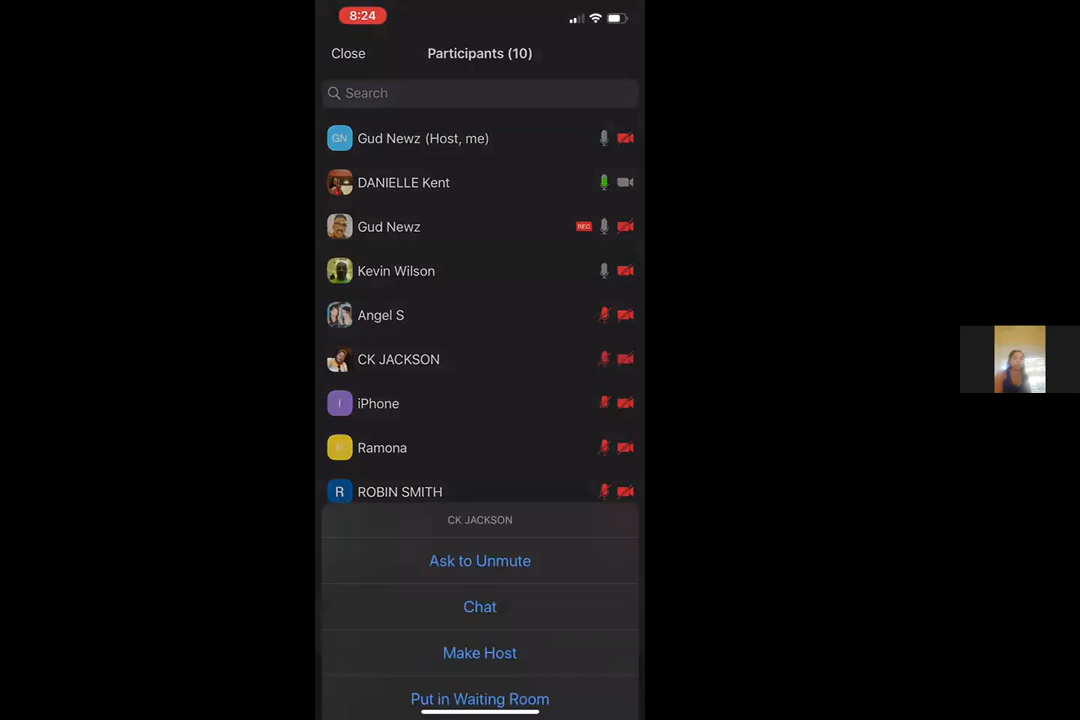 8:24
Close Participants (10)
Search
GN Gud Newz (Host, me)
DANIELLE Kent
Gud Newz REC
Kevin Wilson
Angel S
CK JACKSON
I iPhone
R Ramona
R ROBIN SMITH
CK JACKSON
Ask to Unmute
Chat
Make Host
Put in Waiting Room